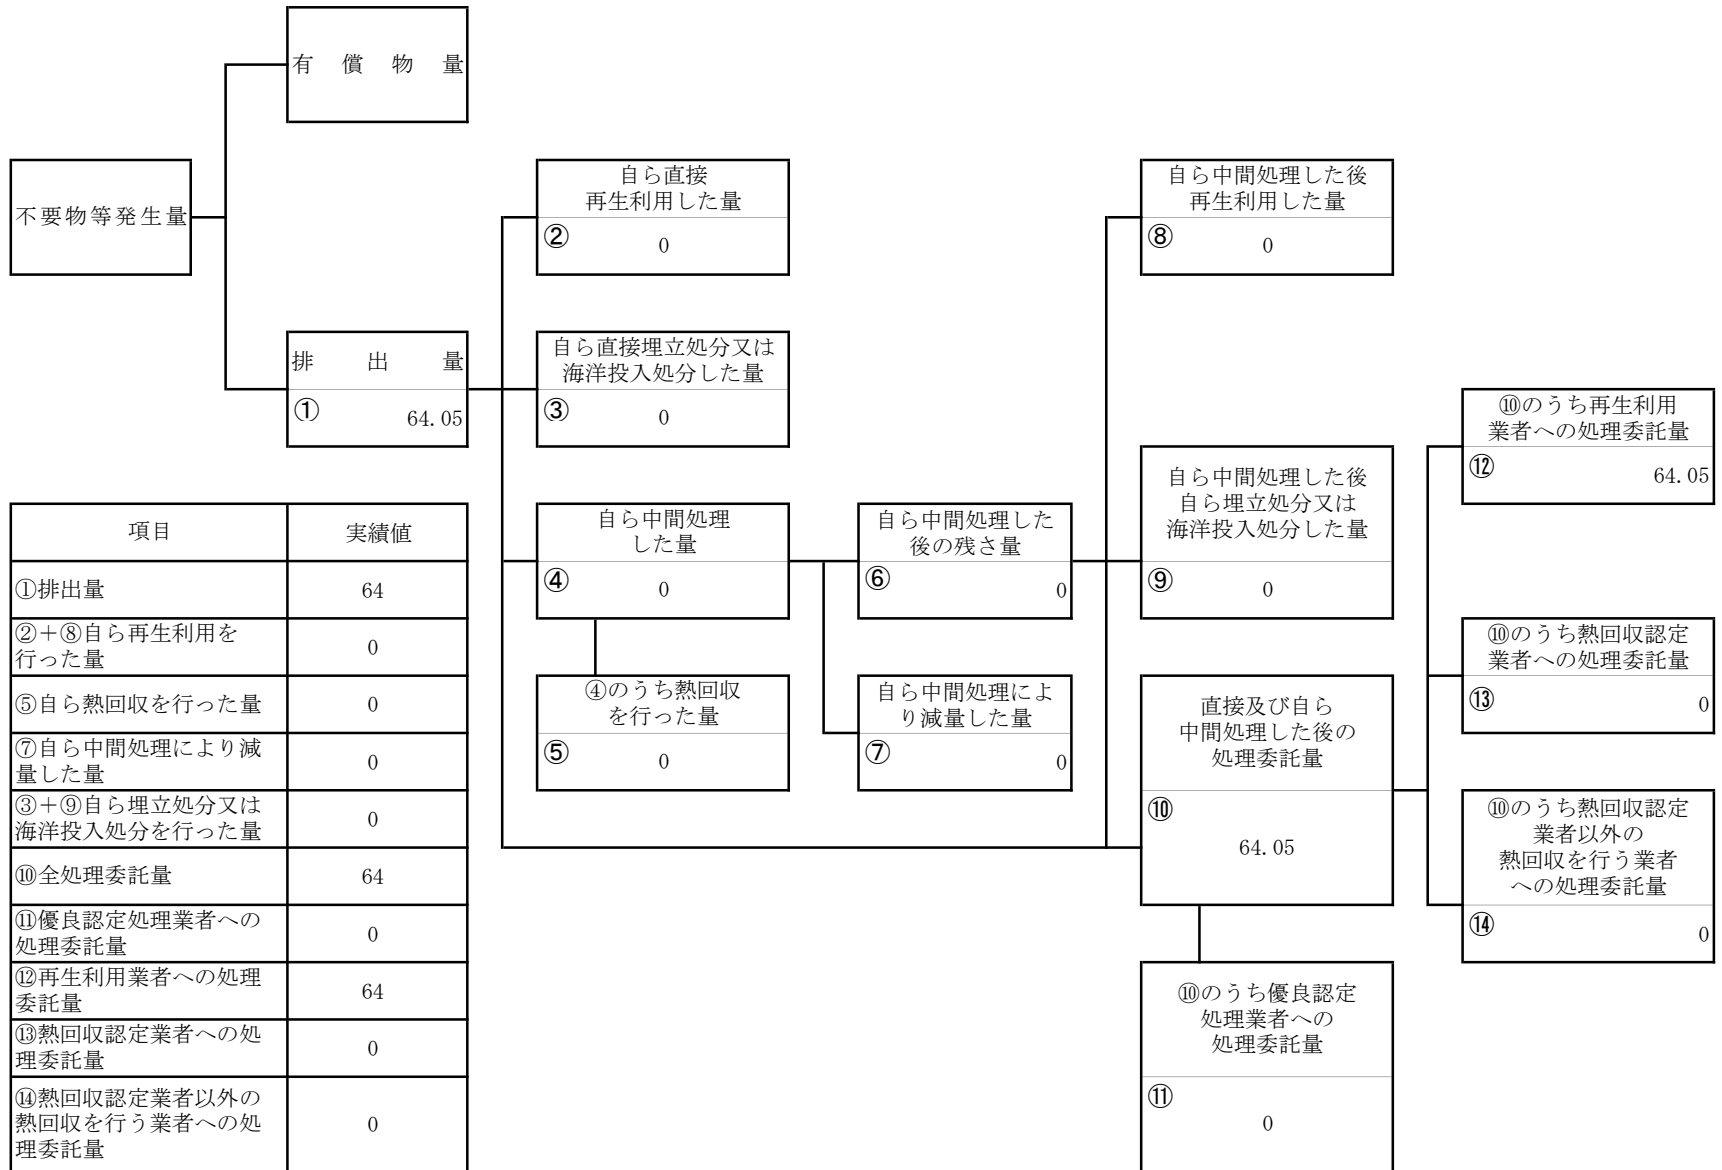 有償物量
不要物等発生量
排出量
①
64.05
自ら直接
再生利用した量
②
0
自ら直接埋立処分又は
海洋投入処分した量
③
0
自ら中間処理
した量
④
0
④のうち熱回収
を行った量
⑤
0
自ら中間処理した
後の残さ量
⑥
0
自ら中間処理によ
り減量した量
⑦
0
自ら中間処理した後
再生利用した量
⑧
0
自ら中間処理した後
自ら埋立処分又は
海洋投入処分した量
⑨
0
直接及び自ら
中間処理した後の
処理委託量
⑩
64.05
⑩のうち優良認定
処理業者への
処理委託量
⑪
0
⑩のうち再生利用
業者への処理委託量
⑫
64.05
⑩のうち熱回収認定
業者への処理委託量
⑬
0
⑩のうち熱回収認定
業者以外の
熱回収を行う業者
への処理委託量
⑭
0
項目 実績値
①排出量 64
②+⑧自ら再生利用を
行った量 0
⑤自ら熱回収を行った量 0
⑦自ら中間処理により減
量した量 0
③+⑨自ら埋立処分又は
海洋投入処分を行った量 0
⑩全処理委託量 64
⑪優良認定処理業者への
処理委託量 0
⑫再生利用業者への処理
委託量 64
⑬熱回収認定業者への処
理委託量 0
⑭熱回収認定業者以外の
熱回収を行う業者への処
理委託量 0